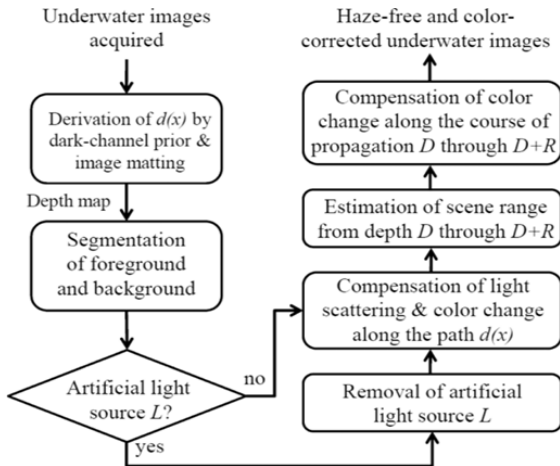 Underwater images
acquired
Derivation of d(x) by
dark-channel prior &
image matting
Depth map
Segmentation
of foreground
and background
Artificial light
source L?
no
yes
Haze-free and color-
corrected underwater images
Compensation of color
change along the course of
propagation D through D+R
Estimation of scene range
from depth D through D+R
Compensation of light
scattering & color change
along the path d(x)
Removal of artificial
light source L